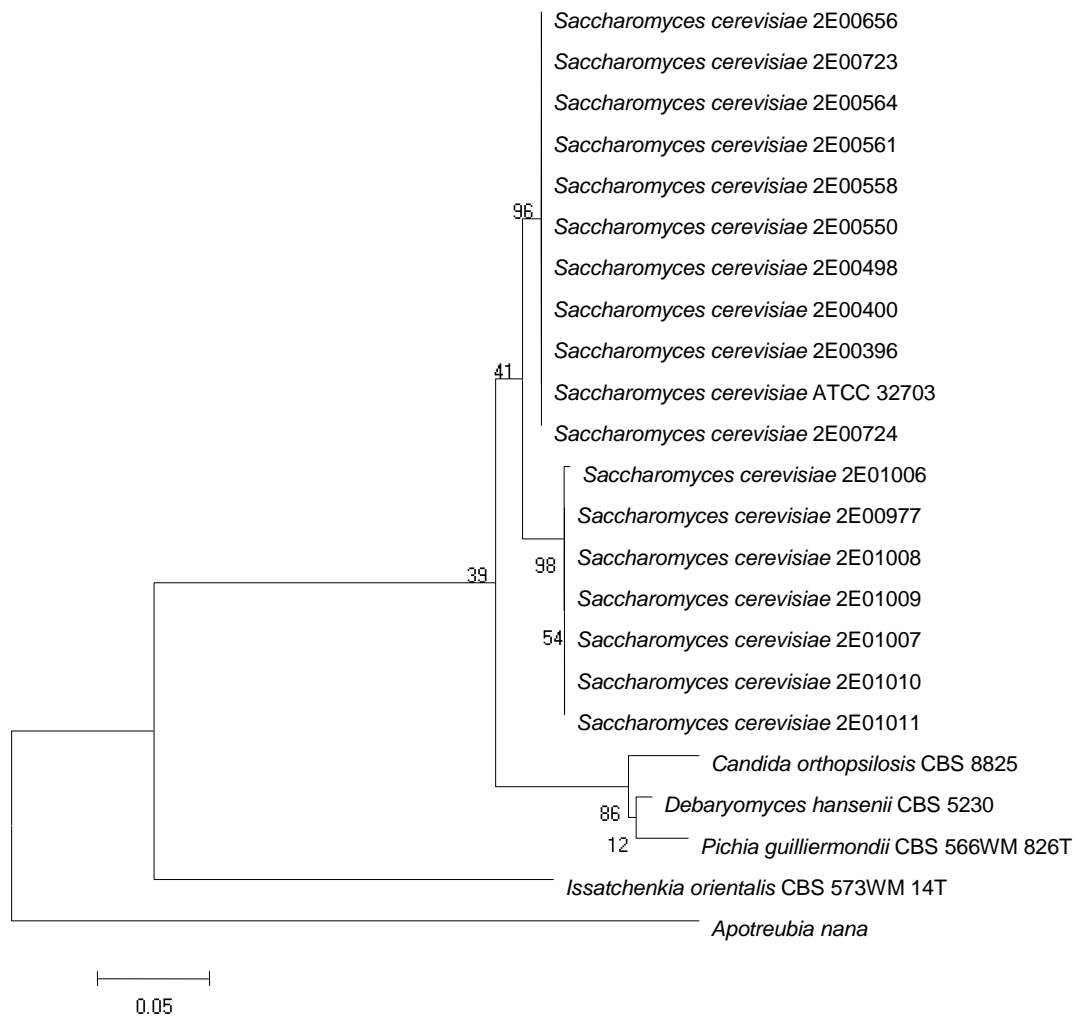 Saccharomyces cerevisiae 2E00656
Saccharomyces cerevisiae 2E00723
Saccharomyces cerevisiae 2E00564
Saccharomyces cerevisiae 2E00561
Saccharomyces cerevisiae 2E00558
96
Saccharomyces cerevisiae 2E00550
Saccharomyces cerevisiae 2E00498
Saccharomyces cerevisiae 2E00400
Saccharomyces cerevisiae 2E00396
41
Saccharomyces cerevisiae ATCC 32703
Saccharomyces cerevisiae 2E00724
Saccharomyces cerevisiae 2E01006
Saccharomyces cerevisiae 2E00977
98
Saccharomyces cerevisiae 2E01008
39
Saccharomyces cerevisiae 2E01009
54
Saccharomyces cerevisiae 2E01007
Saccharomyces cerevisiae 2E01010
Saccharomyces cerevisiae 2E01011
Candida orthopsilosis CBS 8825
Debaryomyces hansenii CBS 5230
86
12
Pichia guilliermondii CBS 566WM 826T
Issatchenkia orientalis CBS 573WM 14T
Apotreubia nana
0.05